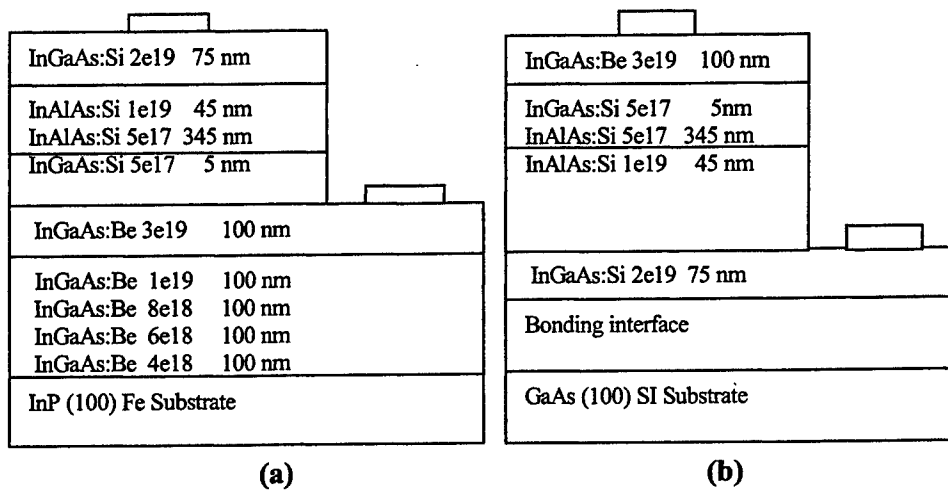 InGaAs:Si 2e19 75 nm
InAlAs:Si 1e19 45 nm
InAlAs:Si 5e17 345 nm
InGaAs:Si 5e17 5 nm
InGaAs:Be 3e19 100 nm
InGaAs:Be 1e19 100 nm
InGaAs:Be 8e18 100 nm
InGaAs:Be 6e18 100 nm
InGaAs:Be 4e18 100 nm
InP (100) Fe Substrate
(a)
InGaAs:Be 3e19 100 nm
InGaAs:Si 5e17 5nm
InAlAs:Si 5e17 345 nm
InAlAs:Si 1e19 45 nm
InGaAs:Si 2e19 75 nm
Bonding interface
GaAs (100) SI Substrate
(b)